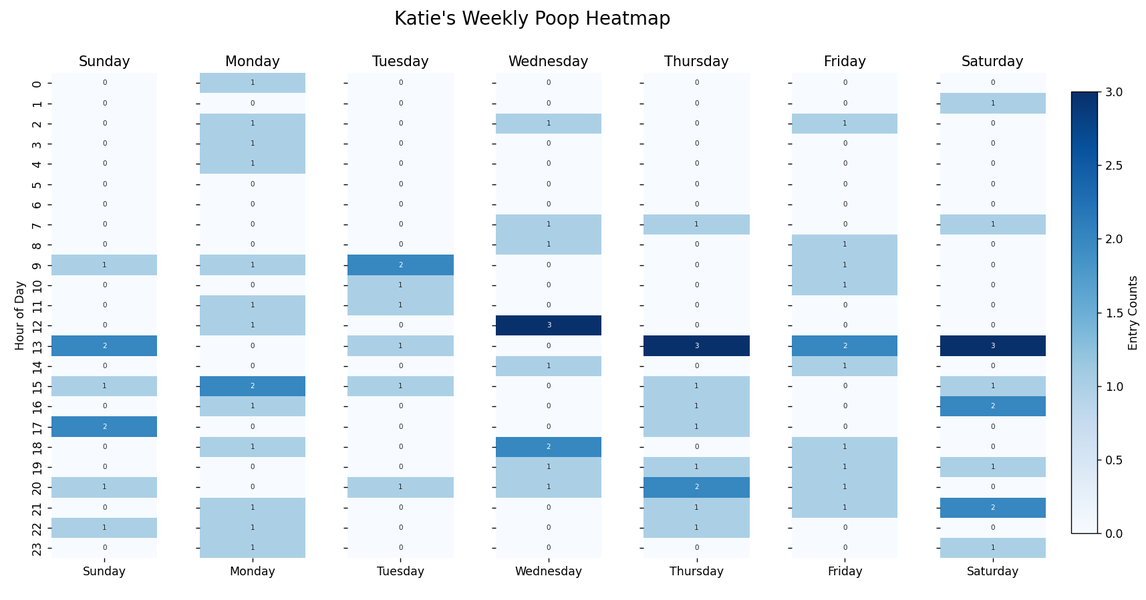 Katie's Weekly Poop Heatmap
Sunday Monday Tuesday Wednesday Thursday Friday Saturday
Hour of Day
0 0 1 0 0 0 0 0
1 0 0 0 0 0 0 1
2 0 1 0 1 0 1 0
3 0 1 0 0 0 0 0
4 0 1 0 0 0 0 0
5 0 0 0 0 0 0 0
6 0 0 0 0 0 0 0
7 0 0 0 1 1 0 1
8 0 0 0 1 0 1 0
9 1 1 2 0 0 1 0
10 0 0 1 0 0 1 0
11 0 1 1 0 0 0 0
12 0 1 0 3 0 0 0
13 2 0 1 0 3 2 3
14 0 0 0 1 0 1 0
15 1 2 1 0 1 0 1
16 0 1 0 0 1 0 2
17 2 0 0 0 1 0 0
18 0 1 0 2 0 1 0
19 0 0 0 1 1 1 1
20 1 0 1 1 2 1 0
21 0 1 0 0 1 1 2
22 1 1 0 0 1 0 0
23 0 1 0 0 0 0 1
Sunday Monday Tuesday Wednesday Thursday Friday Saturday
3.0
2.5
2.0
1.5
1.0
0.5
0.0
Entry Counts